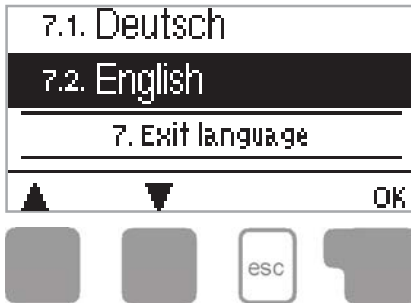 7.1. Deutsch
7.2. English
7. Exit language
OK
esc